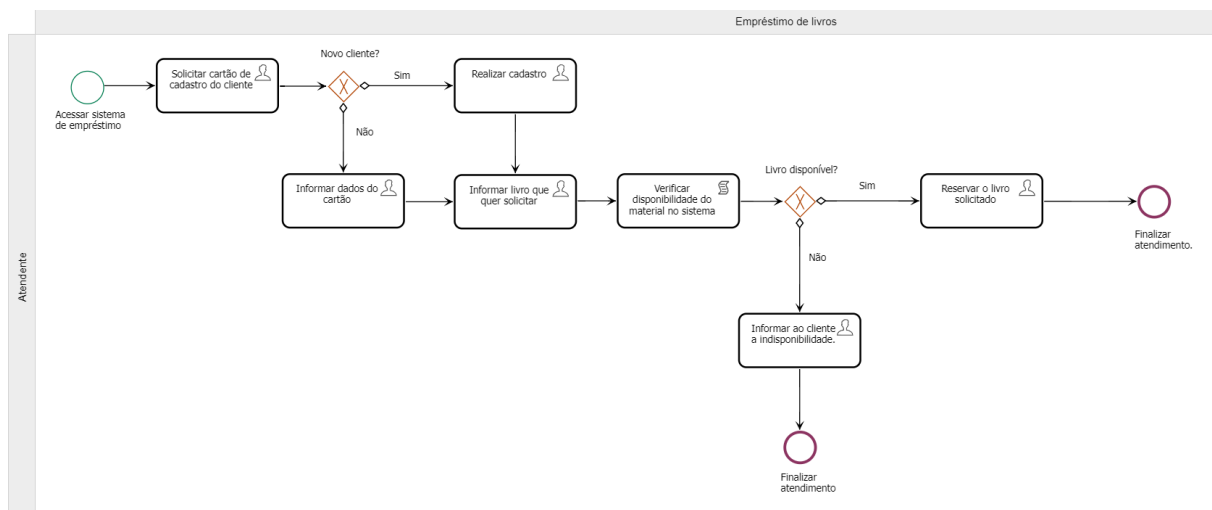 Empréstimo de livros
Atendente
Acessar sistema
de empréstimo
Solicitar cartão de
cadastro do cliente
Novo cliente?
Sim
Não
Realizar cadastro
Informar dados do
cartão
Informar livro que
quer solicitar
Verificar
disponibilidade do
material no sistema
Livro disponível?
Sim
Não
Reservar o livro
solicitado
Finalizar
atendimento.
Informar ao cliente
a indisponibilidade.
Finalizar
atendimento